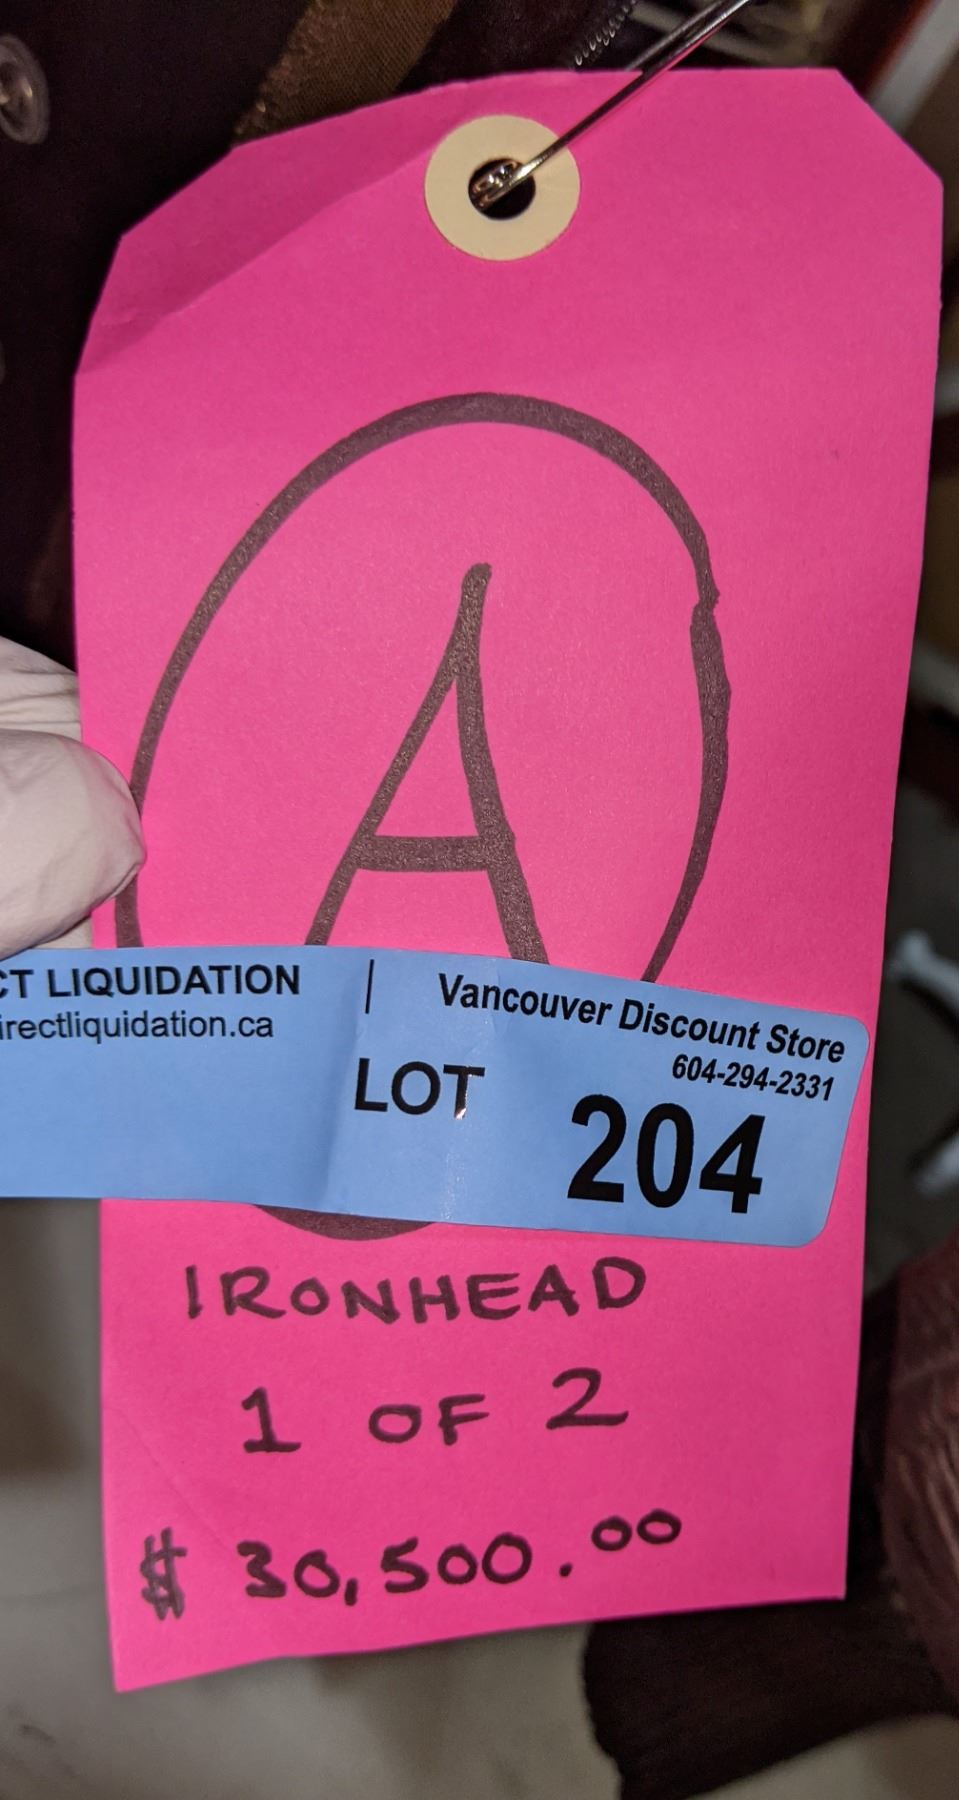 A
CT LIQUIDATION | Vancouver Discount Store
irectliquidation.ca
604-294-2331
LOT 204
IRONHEAD
1 OF 2
$ 30,500.00